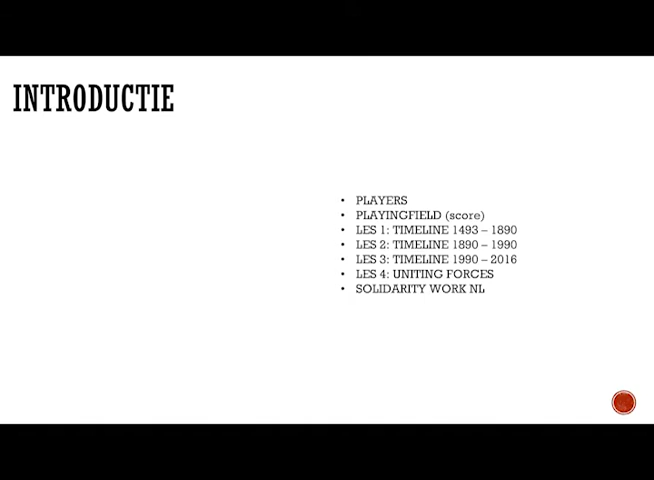 INTRODUCTIE
• PLAYERS
• PLAYINGFIELD (score)
• LES 1: TIMELINE 1493 – 1890
• LES 2: TIMELINE 1890 – 1990
• LES 3: TIMELINE 1990 – 2016
• LES 4: UNITING FORCES
• SOLIDARITY WORK NL